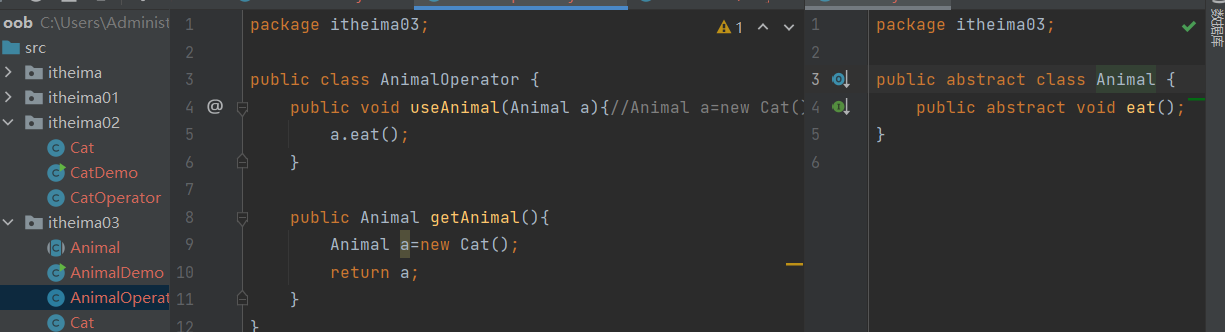 oob C:\Users\Administ
src
itheima
itheima01
itheima02
Cat
CatDemo
CatOperator
itheima03
Animal
AnimalDemo
AnimalOperat
Cat
1 package itheima03;
2
3 public class AnimalOperator {
4 @ public void useAnimal(Animal a){//Animal a=new Cat()
5 a.eat();
6 }
7
8 public Animal getAnimal(){
9 Animal a=new Cat();
10 return a;
11 }
12 }
1
1 package itheima03;
2
3 public abstract class Animal {
4 public abstract void eat();
5 }
6
数据库